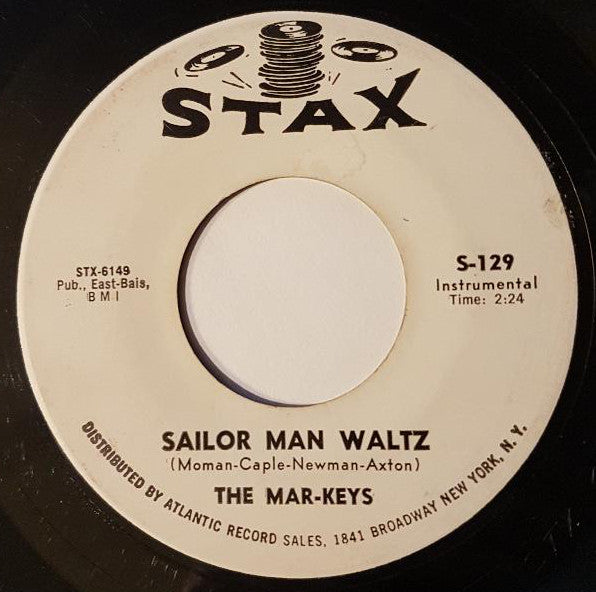 STAX
STX-6149
Pub., East-Bais,
BMI
S-129
Instrumental
Time: 2:24
SAILOR MAN WALTZ
(Moman-Caple-Newman-Axton)
THE MAR-KEYS
DISTRIBUTED BY ATLANTIC RECORD SALES, 1841 BROADWAY NEW YORK, N. Y.